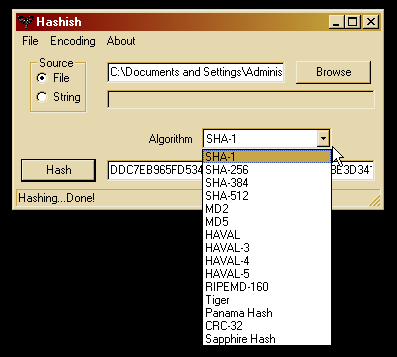 Hashish
File Encoding About
Source
File
C:\Documents and Settings\Adminis
Browse
String
Algorithm
SHA-1
Hash
DDC7EB965FD534
BE3D34
Hashing...Done!
SHA-1
SHA-256
SHA-384
SHA-512
MD2
MD5
HAVAL
HAVAL-3
HAVAL-4
HAVAL-5
RIPEMD-160
Tiger
Panama Hash
CRC-32
Sapphire Hash